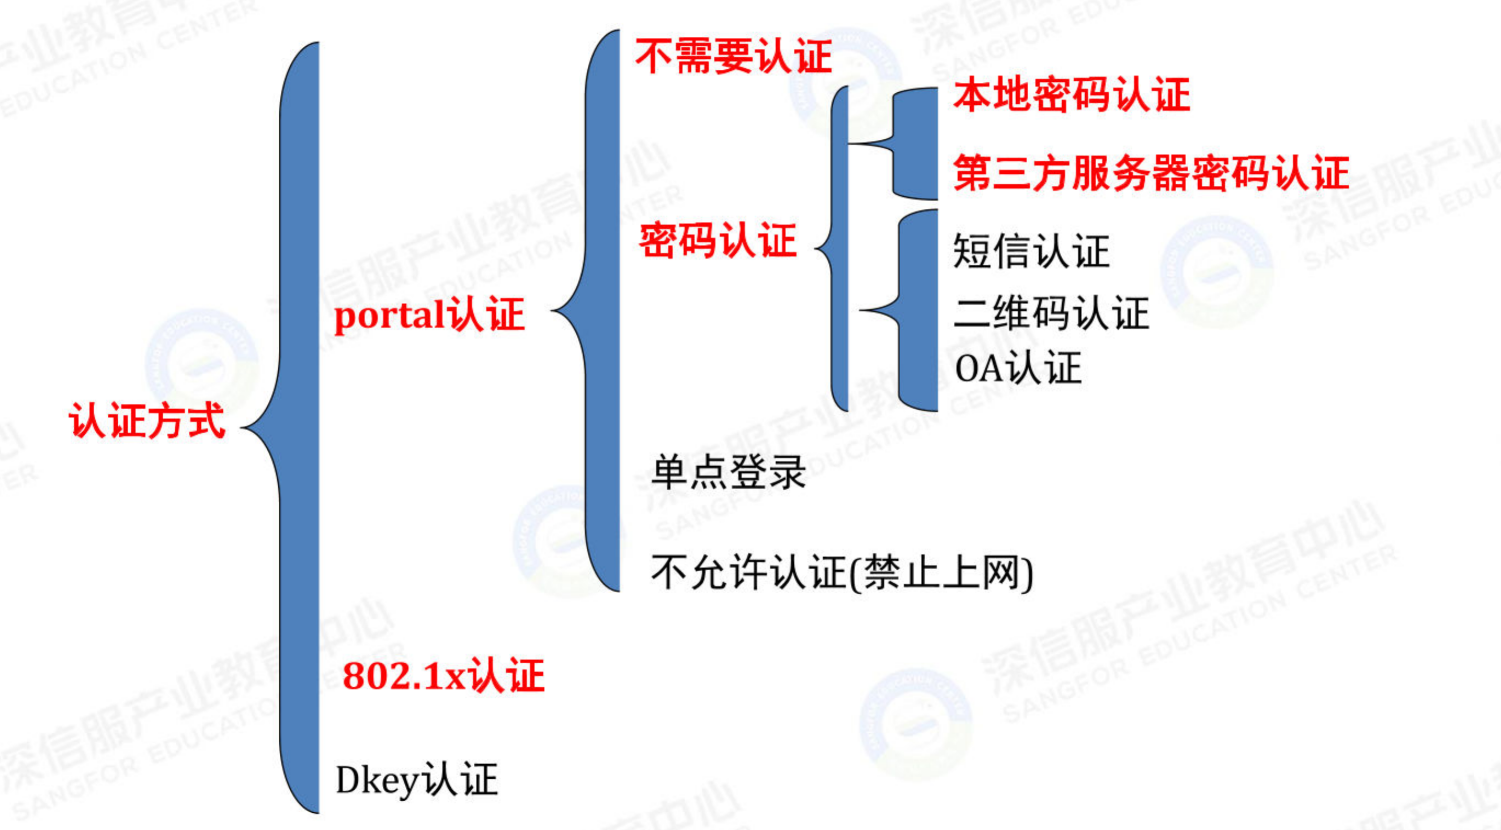 不需要认证
本地密码认证
第三方服务器密码认证
密码认证
短信认证
二维码认证
OA认证
portal认证
认证方式
单点登录
不允许认证(禁止上网)
802.1x认证
Dkey认证
深信服产业教育中心
SANGFOR EDUCATION CENTER